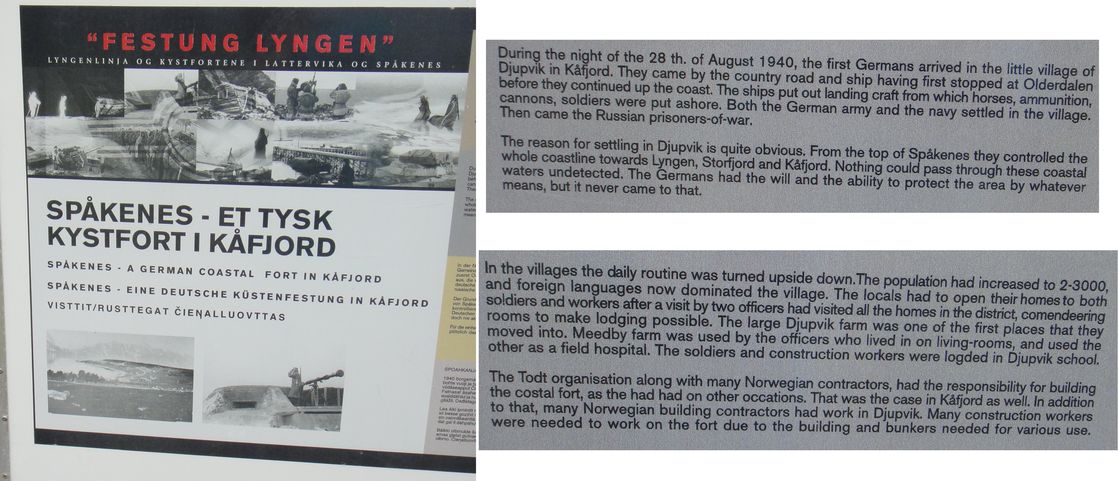 "FESTUNG LYNGEN"
LYNGENLINJA OG KYSTFORTENE I LATTERVIKA OG SPÅKENES
SPÅKENES - ET TYSK
KYSTFORT I KÅFJORD
SPÅKENES - A GERMAN COASTAL FORT IN KÅFJORD
SPÅKENES - EINE DEUTSCHE KÜSTENFESTUNG IN KÅFJORD
VISTTIT/RUSTTEGAT ČIEŅALLUOVTTAS
During the night of the 28 th. of August 1940, the first Germans arrived in the little village of
Djupvik in Kåfjord. They came by the country road and ship having first stopped at Olderdalen
before they continued up the coast. The ships put out landing craft from which horses, ammunition,
cannons, soldiers were put ashore. Both the German army and the navy settled in the village.
Then came the Russian prisoners-of-war.
The reason for settling in Djupvik is quite obvious. From the top of Spåkenes they controlled the
whole coastline towards Lyngen, Storfjord and Kåfjord. Nothing could pass through these coastal
waters undetected. The Germans had the will and the ability to protect the area by whatever
means, but it never came to that.
In the villages the daily routine was turned upside down.The population had increased to 2-3000,
and foreign languages now dominated the village. The locals had to open their homes to both
soldiers and workers after a visit by two officers had visited all the homes in the district, comendeering
rooms to make lodging possible. The large Djupvik farm was one of the first places that they
moved into. Meedby farm was used by the officers who lived in on living-rooms, and used the
other as a field hospital. The soldiers and construction workers were logded in Djupvik school.
The Todt organisation along with many Norwegian contractors, had the responsibility for building
the costal fort, as the had had on other occations. That was the case in Kåfjord as well. In addition
to that, many Norwegian building contractors had work in Djupvik. Many construction workers
were needed to work on the fort due to the building and bunkers needed for various use.